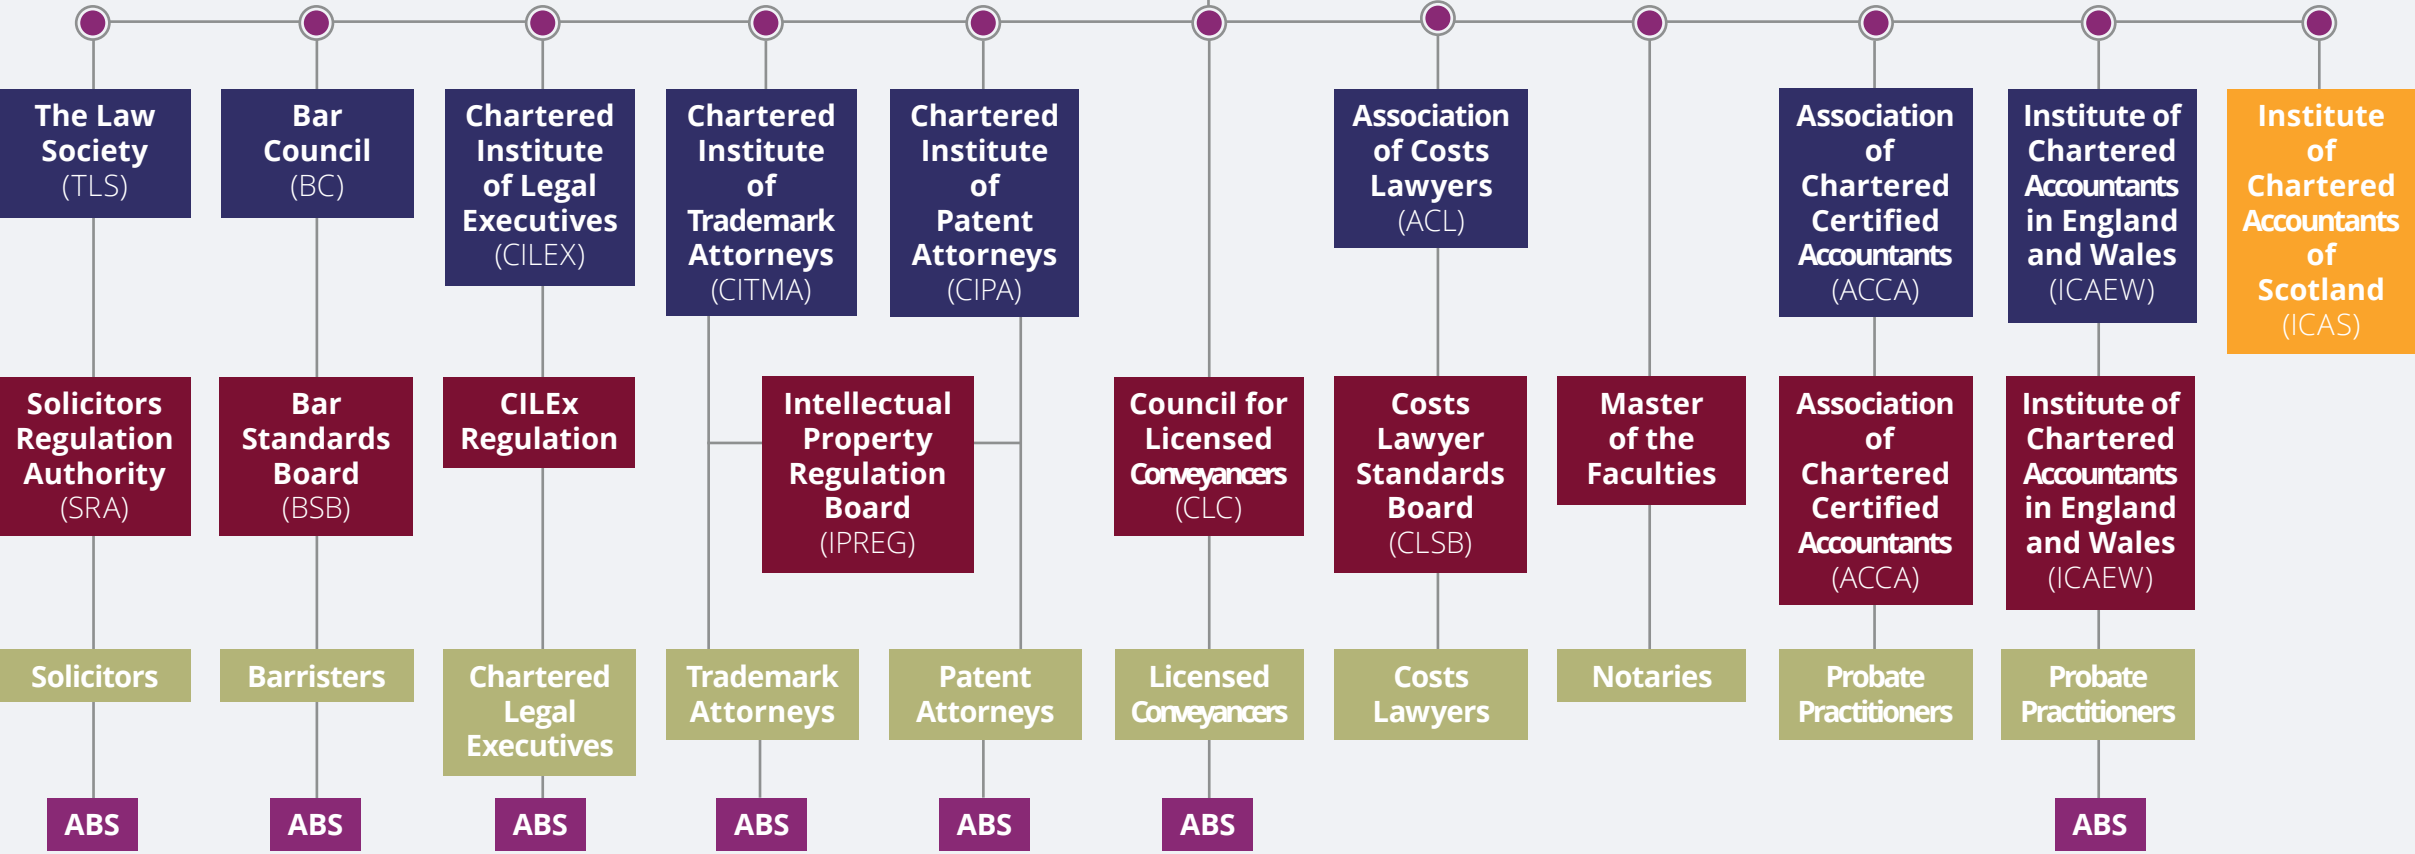 The Law
Society
(TLS)
Bar
Council
(BC)
Chartered
Institute
of Legal
Executives
(CILEX)
Chartered
Institute
of
Trademark
Attorneys
(CITMA)
Chartered
Institute
of
Patent
Attorneys
(CIPA)
Association
of Costs
Lawyers
(ACL)
Association
of
Chartered
Certified
Accountants
(ACCA)
Institute of
Chartered
Accountants
in England
and Wales
(ICAEW)
Institute
of
Chartered
Accountants
of
Scotland
(ICAS)
Solicitors
Regulation
Authority
(SRA)
Bar
Standards
Board
(BSB)
CILEx
Regulation
Intellectual
Property
Regulation
Board
(IPREG)
Council for
Licensed
Conveyancers
(CLC)
Costs
Lawyer
Standards
Board
(CLSB)
Master
of the
Faculties
Association
of
Chartered
Certified
Accountants
(ACCA)
Institute of
Chartered
Accountants
in England
and Wales
(ICAEW)
Solicitors
Barristers
Chartered
Legal
Executives
Trademark
Attorneys
Patent
Attorneys
Licensed
Conveyancers
Costs
Lawyers
Notaries
Probate
Practitioners
Probate
Practitioners
ABS
ABS
ABS
ABS
ABS
ABS
ABS